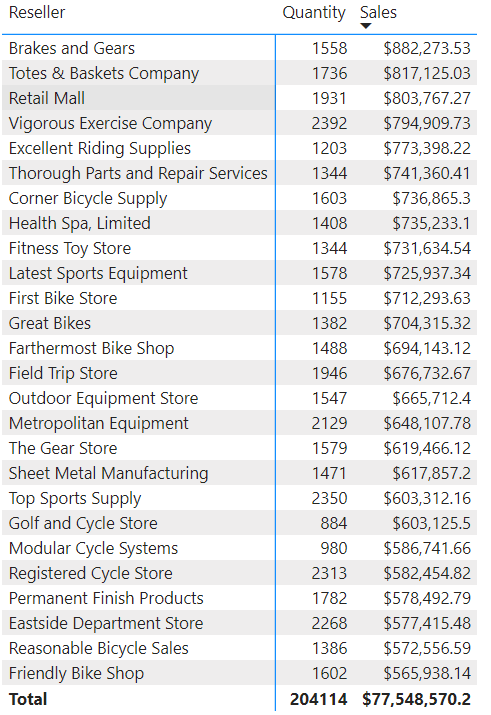 Reseller Quantity Sales
Brakes and Gears 1558 $882,273.53
Totes & Baskets Company 1736 $817,125.03
Retail Mall 1931 $803,767.27
Vigorous Exercise Company 2392 $794,909.73
Excellent Riding Supplies 1203 $773,398.22
Thorough Parts and Repair Services 1344 $741,360.41
Corner Bicycle Supply 1603 $736,865.3
Health Spa, Limited 1408 $735,233.1
Fitness Toy Store 1344 $731,634.54
Latest Sports Equipment 1578 $725,937.34
First Bike Store 1155 $712,293.63
Great Bikes 1382 $704,315.32
Farthermost Bike Shop 1488 $694,143.12
Field Trip Store 1946 $676,732.67
Outdoor Equipment Store 1547 $665,712.4
Metropolitan Equipment 2129 $648,107.78
The Gear Store 1579 $619,466.12
Sheet Metal Manufacturing 1471 $617,857.2
Top Sports Supply 2350 $603,312.16
Golf and Cycle Store 884 $603,125.5
Modular Cycle Systems 980 $586,741.66
Registered Cycle Store 2313 $582,454.82
Permanent Finish Products 1782 $578,492.79
Eastside Department Store 2268 $577,415.48
Reasonable Bicycle Sales 1386 $572,556.59
Friendly Bike Shop 1602 $565,938.14
Total 204114 $77,548,570.2